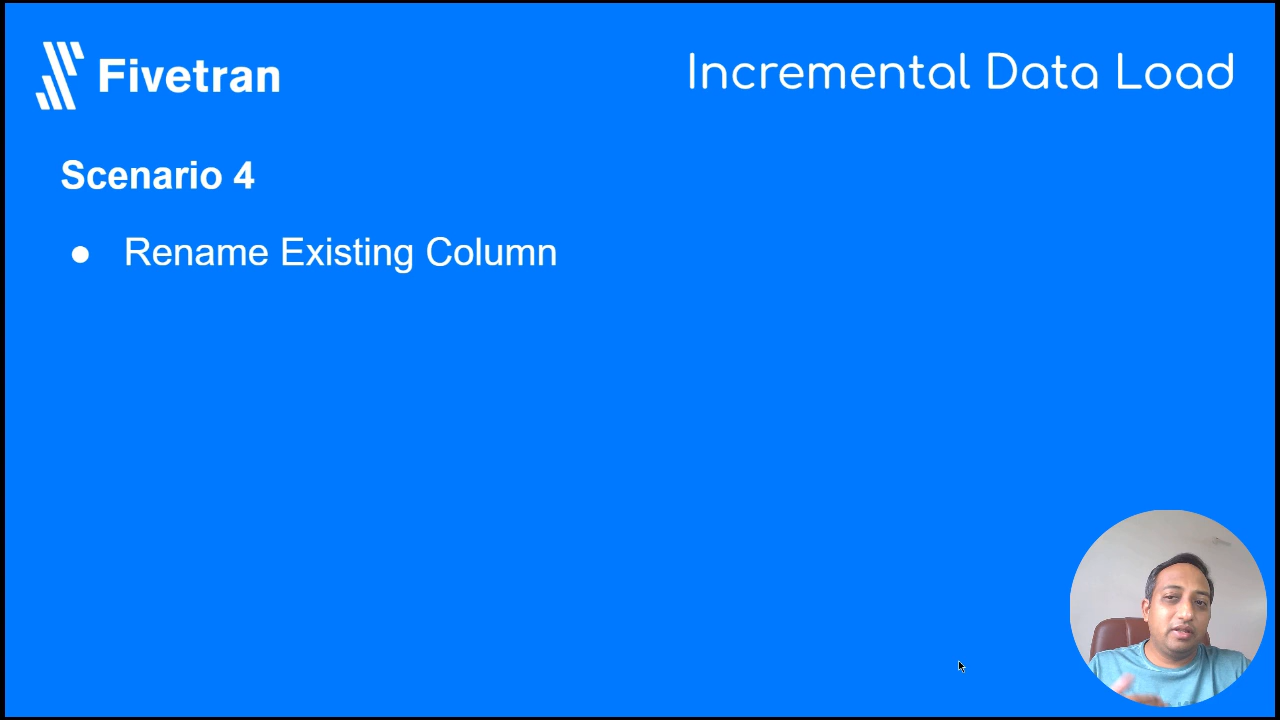 Fivetran
Incremental Data Load
Scenario 4
● Rename Existing Column